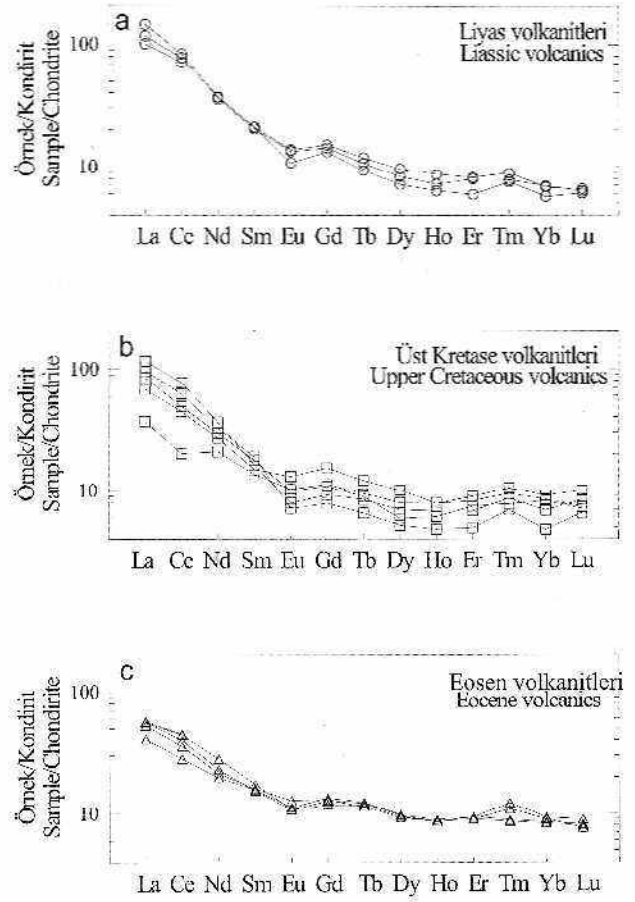 a
Liyas volkanitleri
Liassic volcanics
Örnek/Kondirit
Sample/Chondrite
100
10
La Ce Nd Sm Eu Gd Tb Dy Ho Er Tm Yb Lu
b
Üst Kretase volkanitleri
Upper Cretaceous volcanics
Örnek/Kondirit
Sample/Chondrite
100
10
La Ce Nd Sm Eu Gd Tb Dy Ho Er Tm Yb Lu
c
Eosen volkanitleri
Eocene volcanics
Örnek/Kondirit
Sample/Chondrite
100
10
La Ce Nd Sm Eu Gd Tb Dy Ho Er Tm Yb Lu